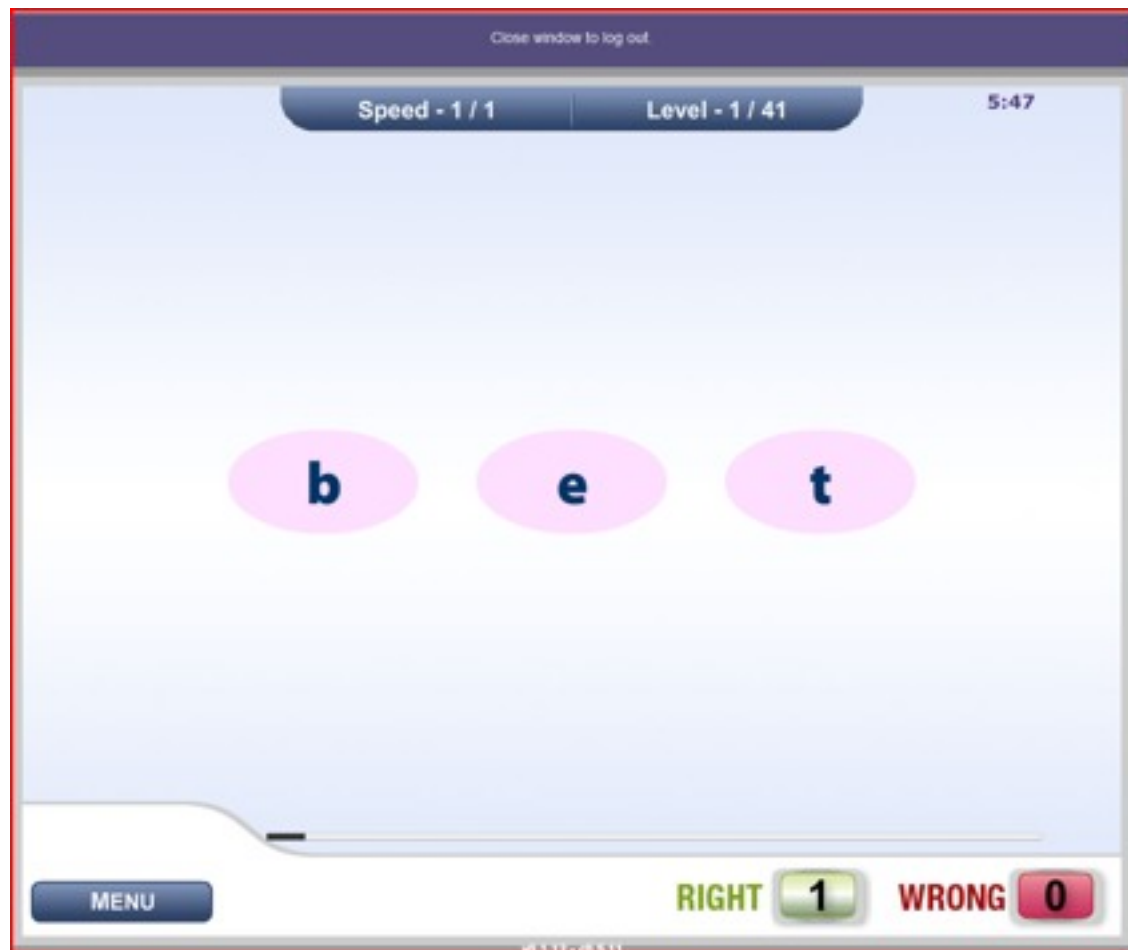 Close window to log out.
Speed - 1 / 1 Level - 1 / 41 5:47
b e t
MENU RIGHT 1 WRONG 0